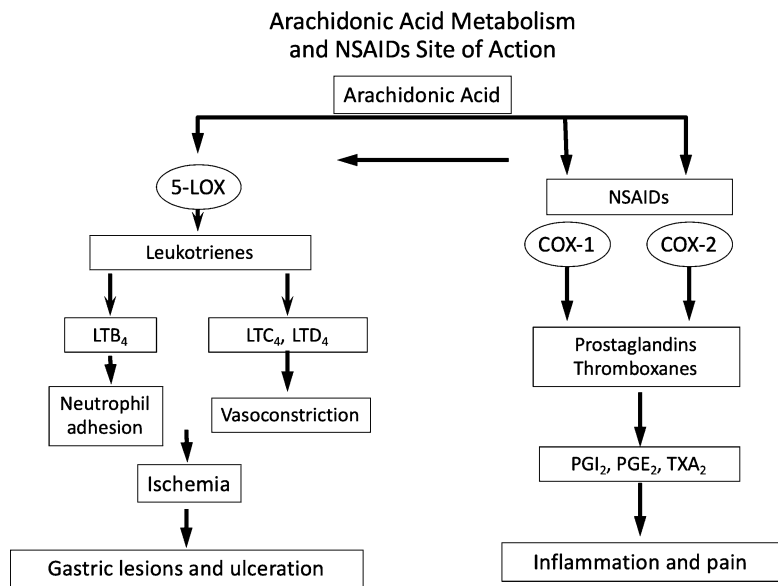 Arachidonic Acid Metabolism
and NSAIDs Site of Action
Arachidonic Acid
5-LOX
NSAIDs
COX-1
COX-2
Leukotrienes
LTB₄
LTC₄, LTD₄
Prostaglandins
Thromboxanes
Neutrophil
adhesion
Vasoconstriction
PGI₂, PGE₂, TXA₂
Ischemia
Gastric lesions and ulceration
Inflammation and pain